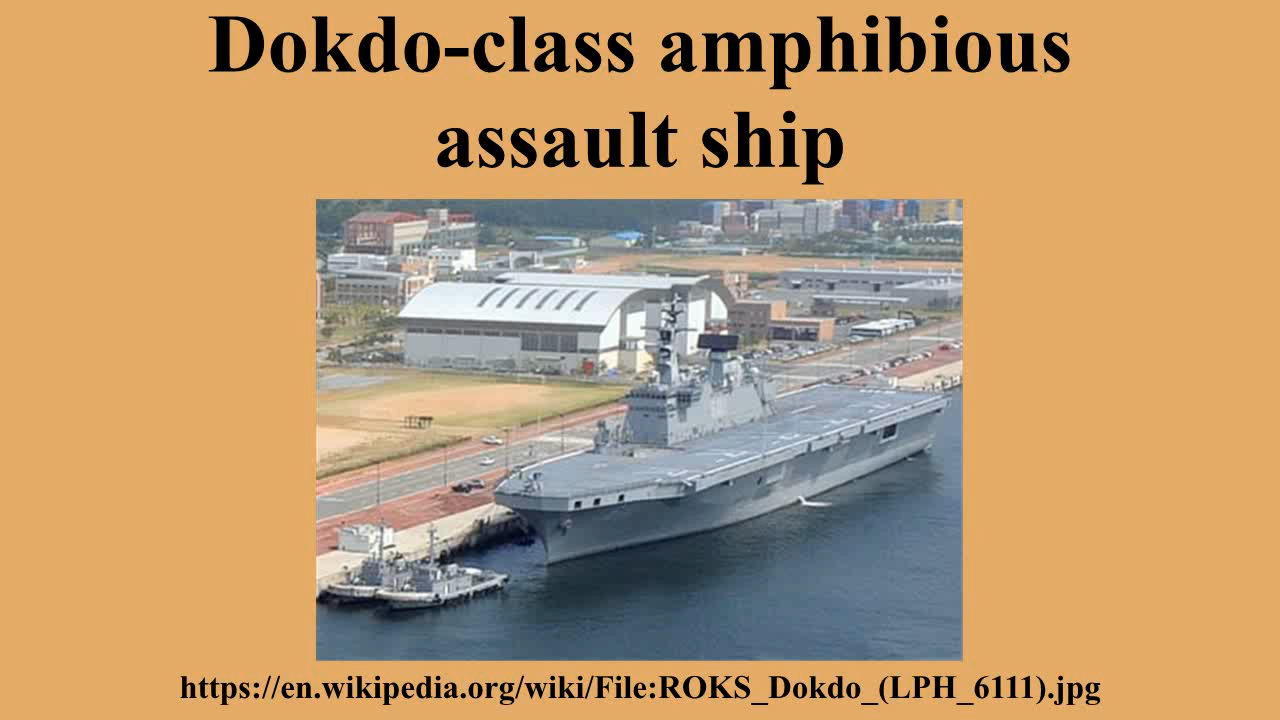 Dokdo-class amphibious
assault ship
https://en.wikipedia.org/wiki/File:ROKS_Dokdo_(LPH_6111).jpg